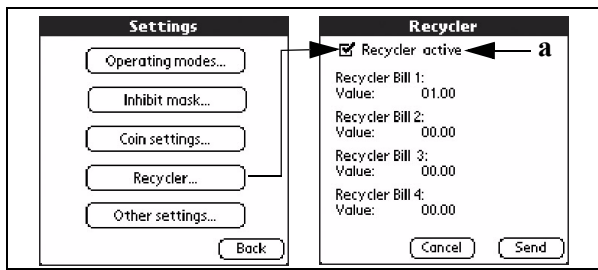 Settings
Operating modes...
Inhibit mask...
Coin settings...
Recycler...
Other settings...
Back
Recycler
Recycler active
a
Recycler Bill 1:
Value: 01.00
Recycler Bill 2:
Value: 00.00
Recycler Bill 3:
Value: 00.00
Recycler Bill 4:
Value: 00.00
Cancel Send